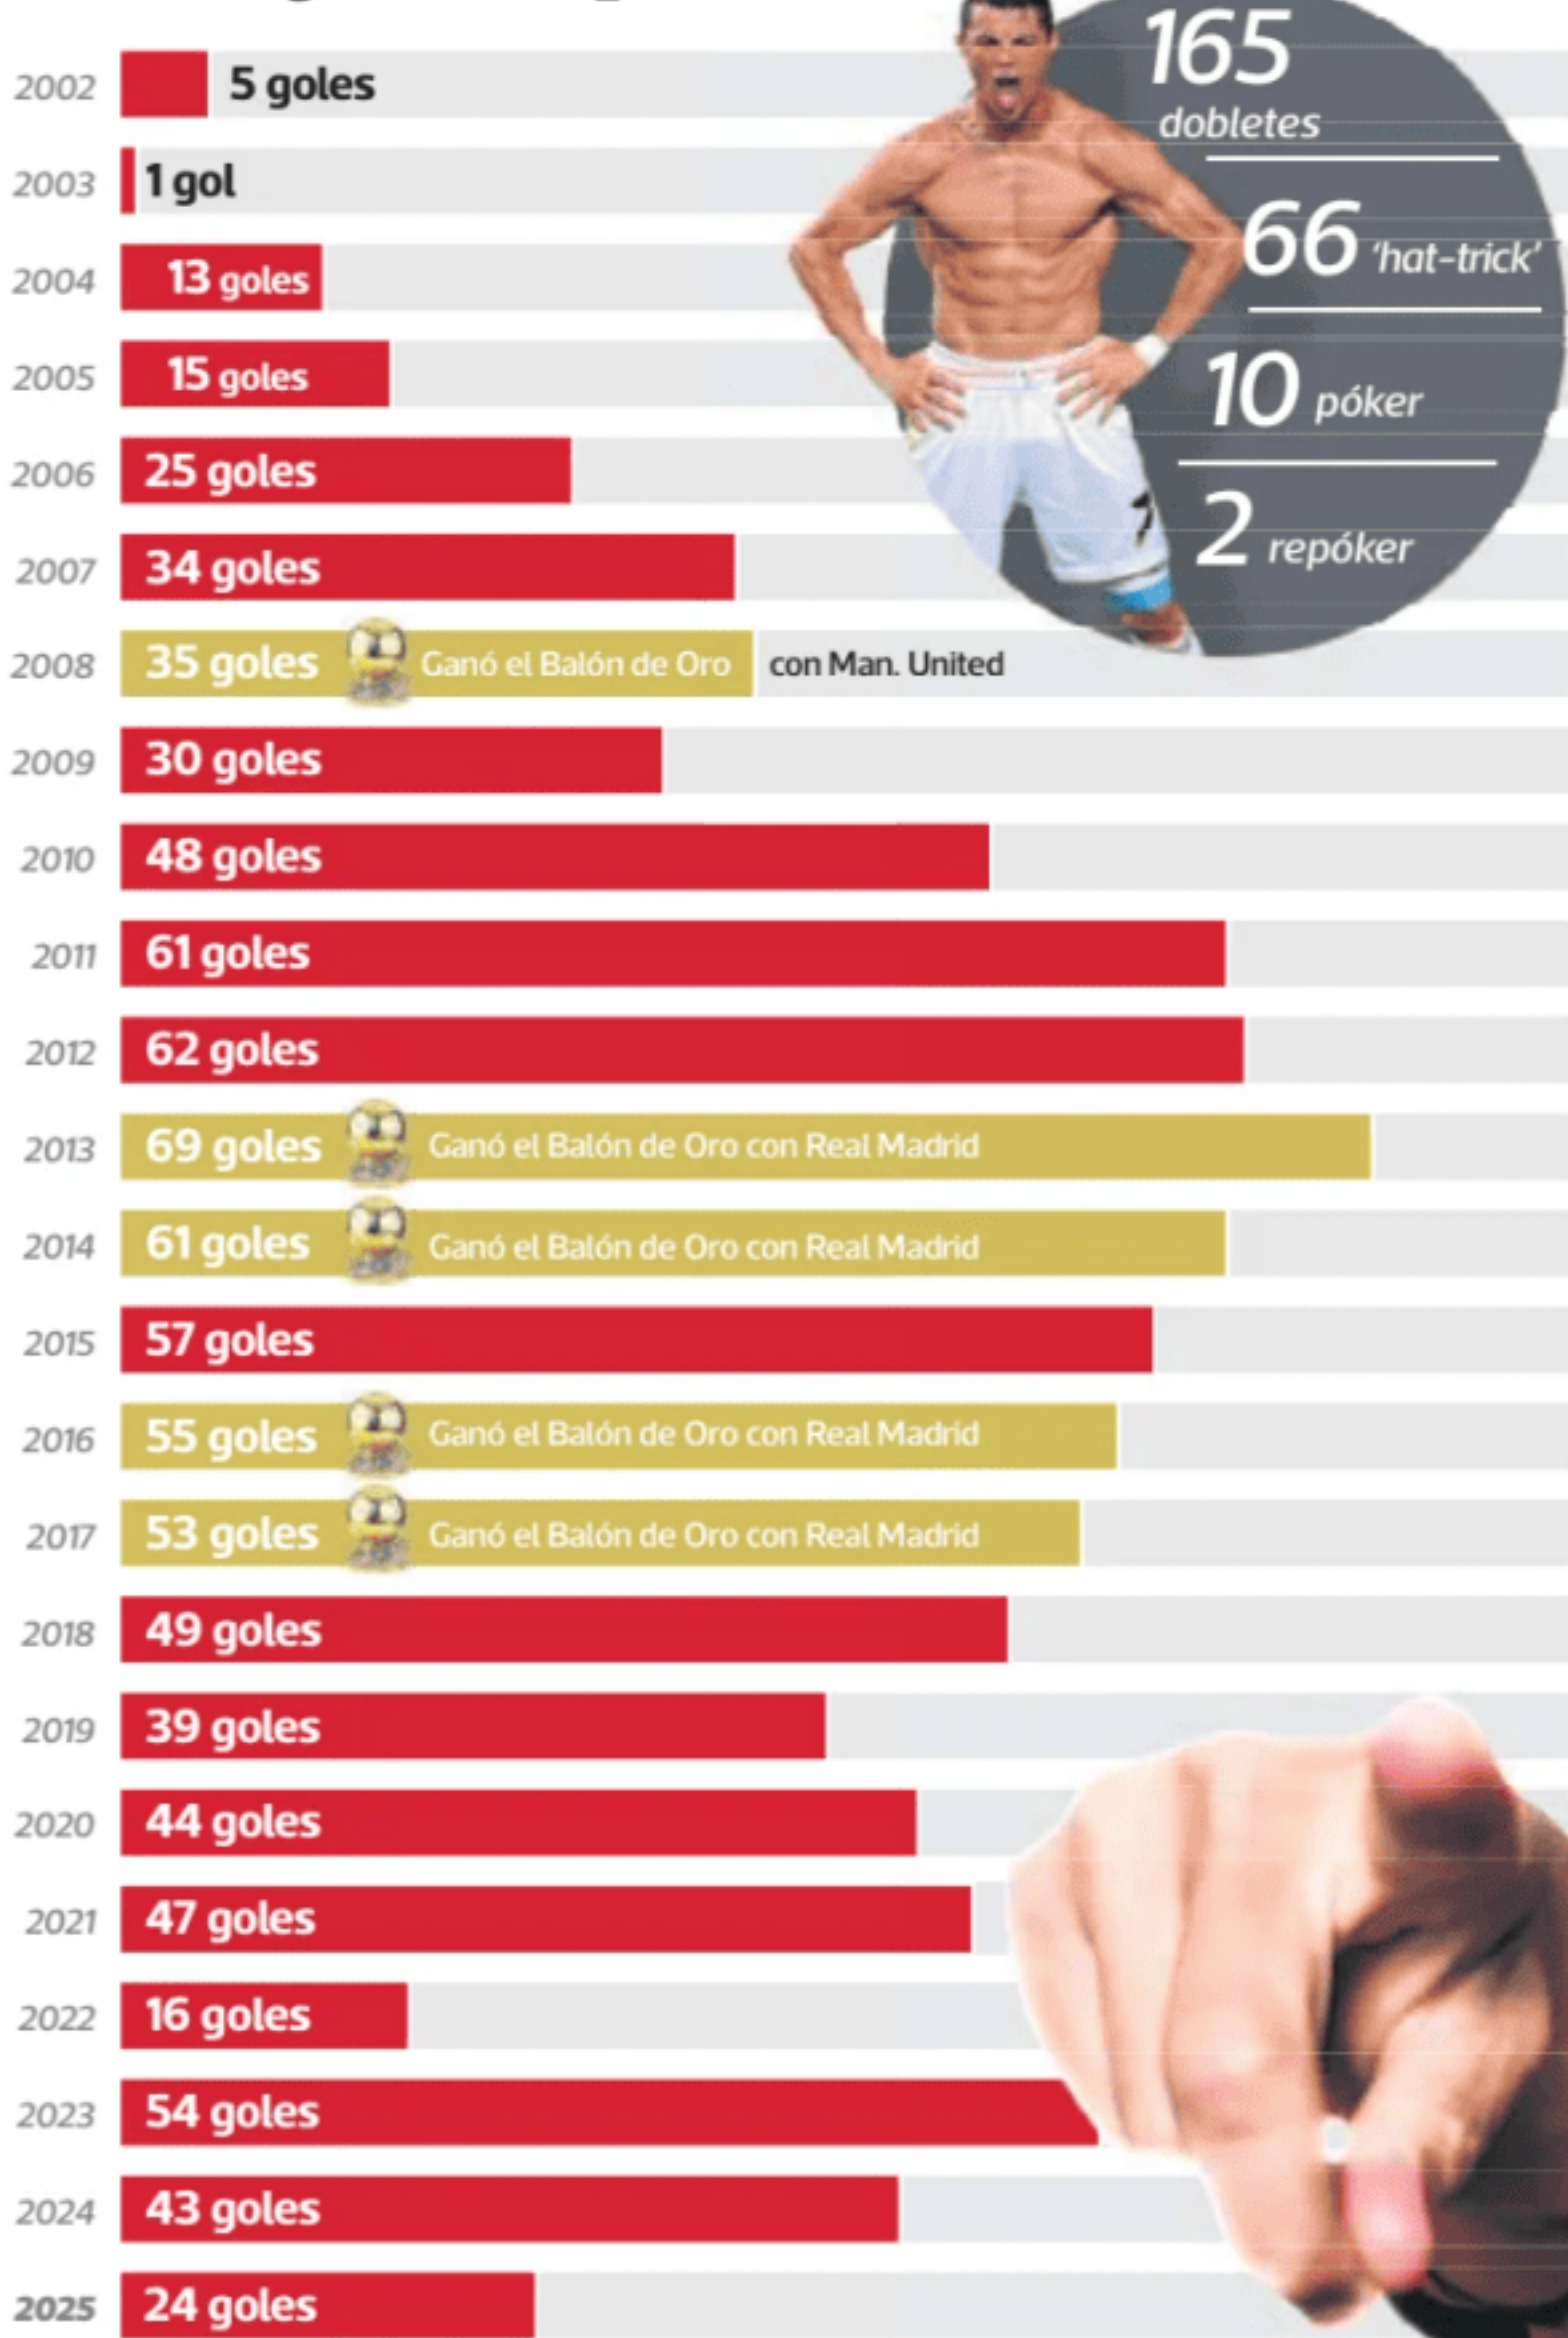 165
dobletes
66 'hat-trick'
10 póker
2 repóker
2002 5 goles
2003 1 gol
2004 13 goles
2005 15 goles
2006 25 goles
2007 34 goles
2008 35 goles Ganó el Balón de Oro con Man. United
2009 30 goles
2010 48 goles
2011 61 goles
2012 62 goles
2013 69 goles Ganó el Balón de Oro con Real Madrid
2014 61 goles Ganó el Balón de Oro con Real Madrid
2015 57 goles
2016 55 goles Ganó el Balón de Oro con Real Madrid
2017 53 goles Ganó el Balón de Oro con Real Madrid
2018 49 goles
2019 39 goles
2020 44 goles
2021 47 goles
2022 16 goles
2023 54 goles
2024 43 goles
2025 24 goles